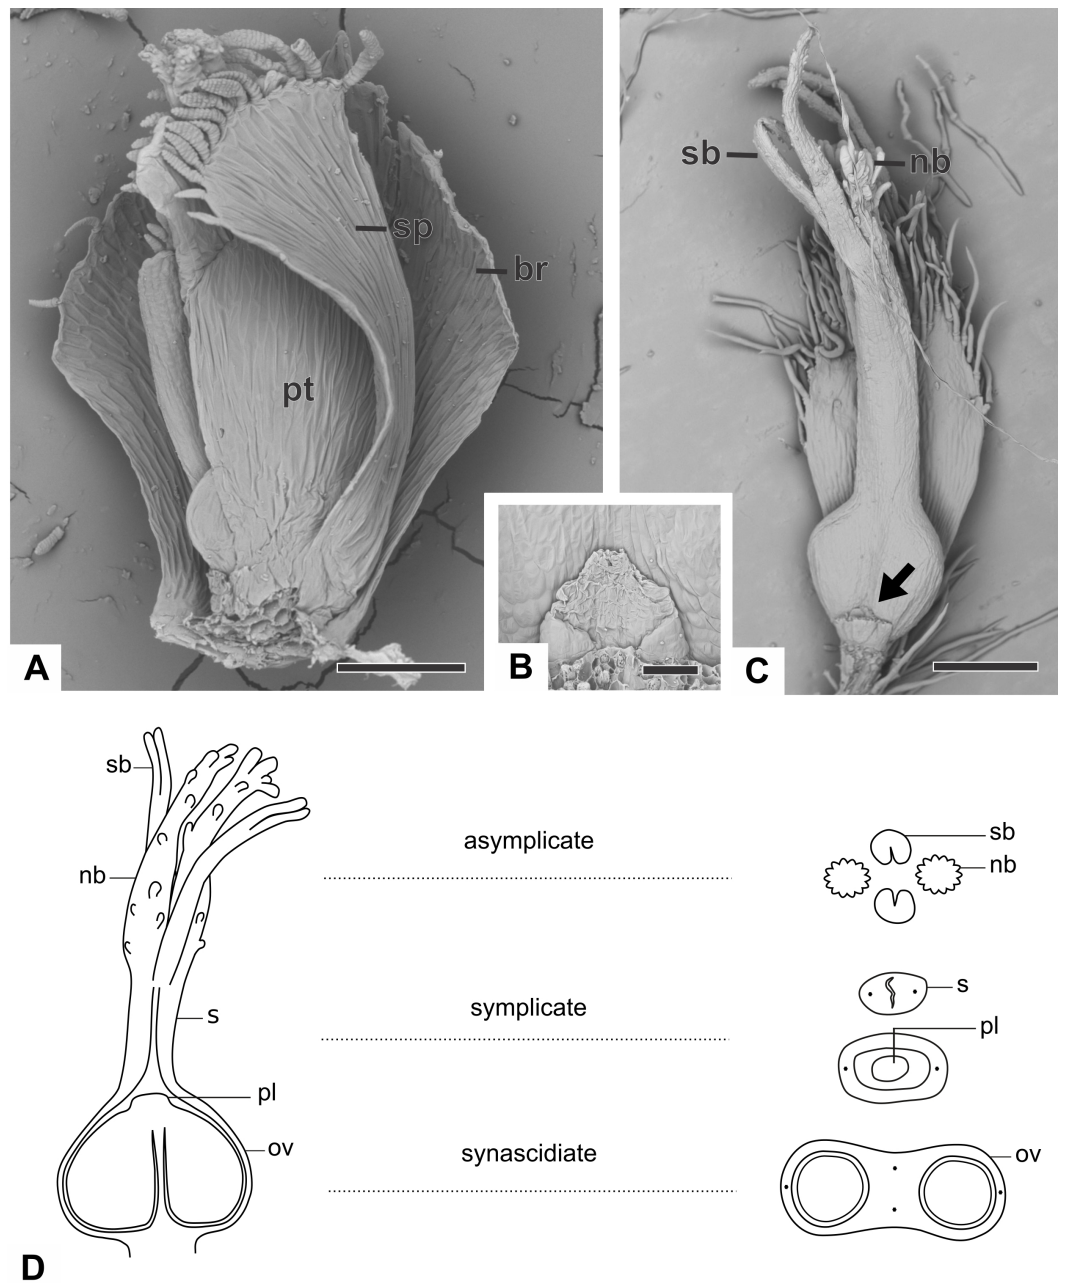 sp
br
pt
A
B
sb
nb
C
sb
nb
s
pl
ov
asymplicate
symplicate
synascidiate
sb
nb
s
pl
ov
D